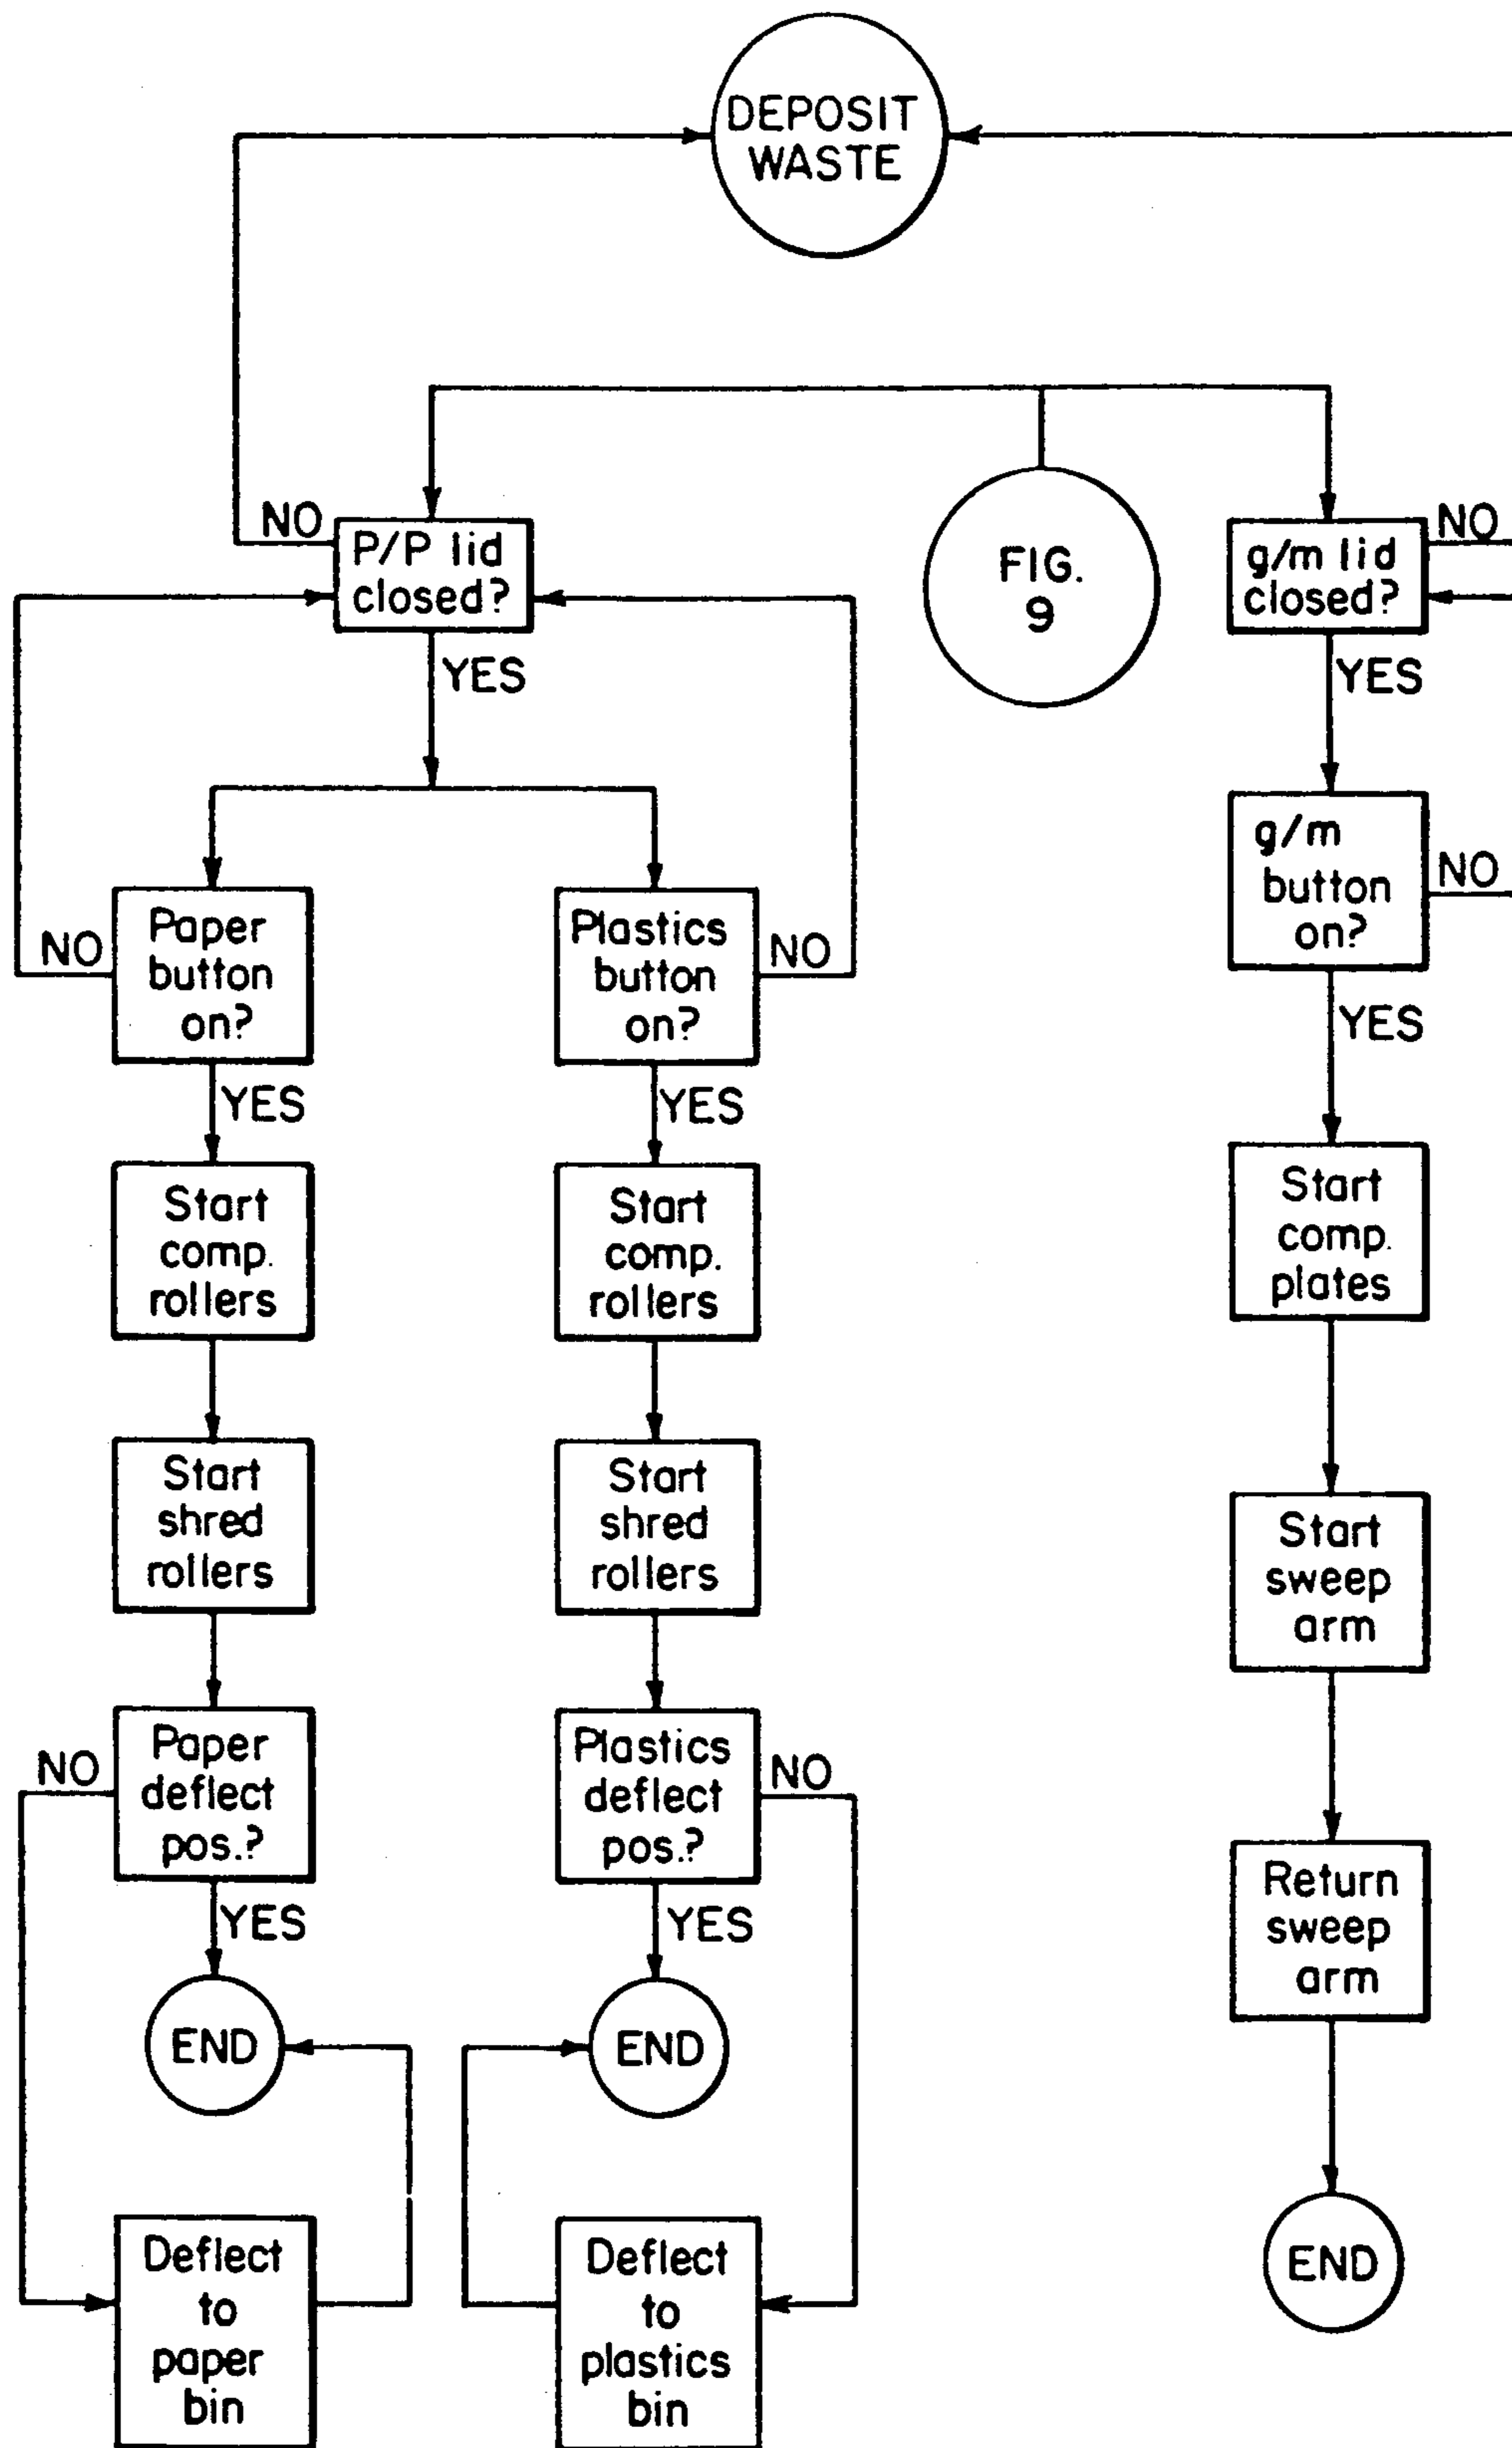 DEPOSIT
WASTE
NO
P/P lid
closed?
YES
FIG.
9
g/m lid
closed?
NO
YES
Paper
button
on?
NO
YES
Plastics
button
on?
NO
YES
g/m
button
on?
NO
YES
Start
comp.
rollers
Start
comp.
rollers
Start
comp.
plates
Start
shred
rollers
Start
shred
rollers
Start
sweep
arm
Paper
deflect
pos.?
NO
YES
Plastics
deflect
pos.?
NO
YES
Return
sweep
arm
END
END
END
Deflect
to
paper
bin
Deflect
to
plastics
bin